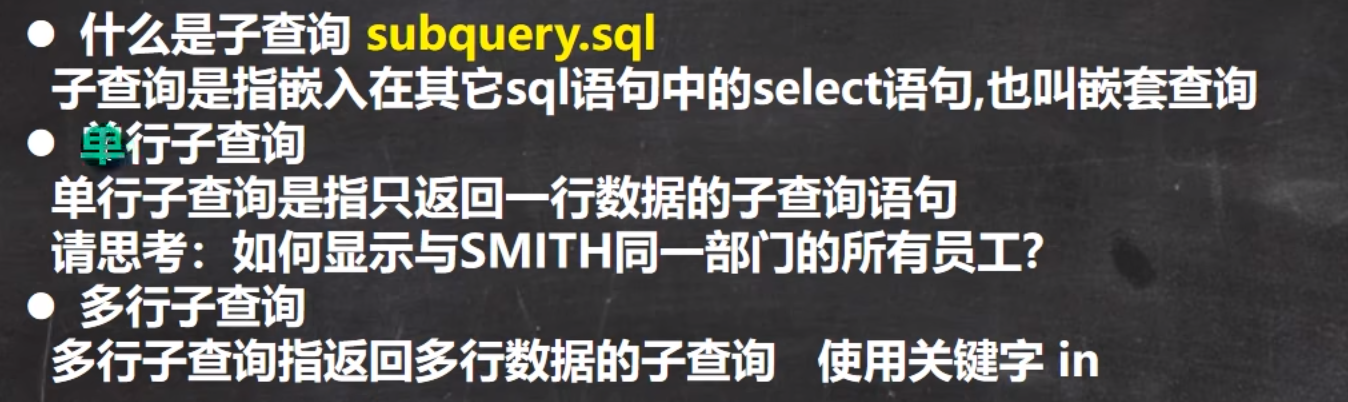 ● 什么是子查询 subquery.sql
子查询是指嵌入在其它sql语句中的select语句,也叫嵌套查询
● 单行子查询
单行子查询是指只返回一行数据的子查询语句
请思考：如何显示与SMITH同一部门的所有员工?
● 多行子查询
多行子查询指返回多行数据的子查询 使用关键字 in